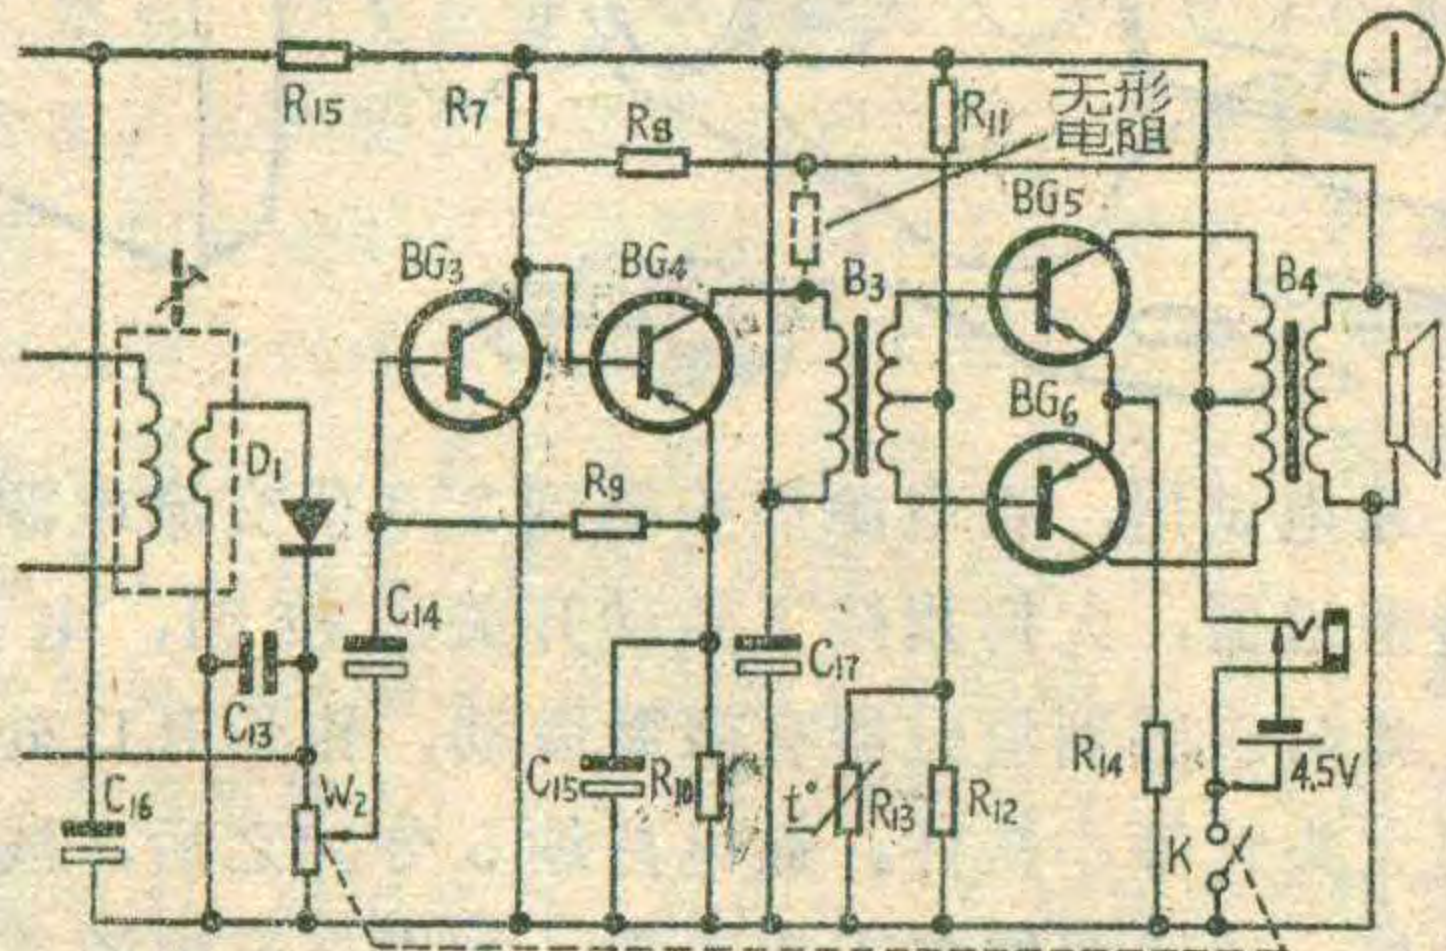 ①
R15
R7
R8
R11
无形
电阻
BG5
BG3
BG4
B3
B4
BG6
D1
R9
C14
C13
C17
C15
R10
t°
R13
R12
R14
4.5V
C16
W2
K